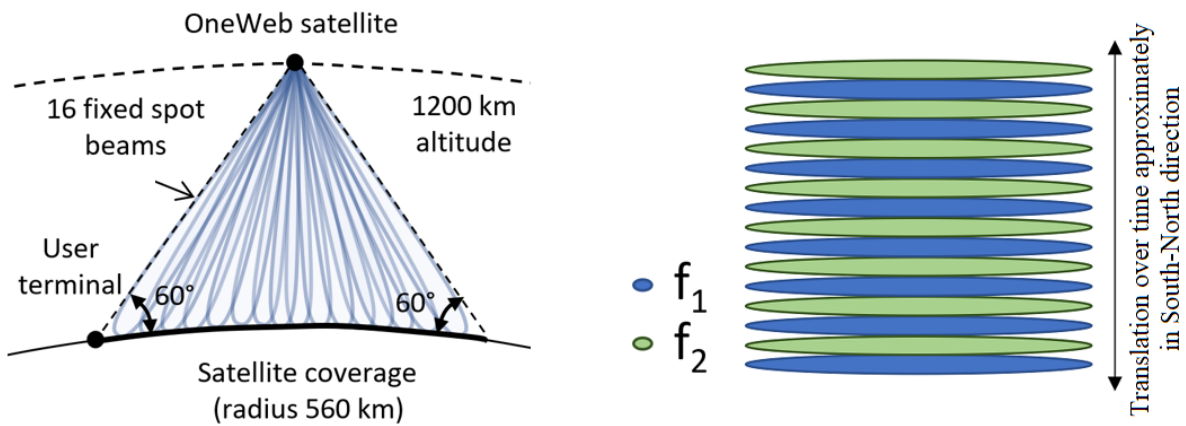 OneWeb satellite
16 fixed spot
beams
1200 km
altitude
User
terminal
60°
60°
Satellite coverage
(radius 560 km)
f1
f2
Translation over time approximately
in South-North direction